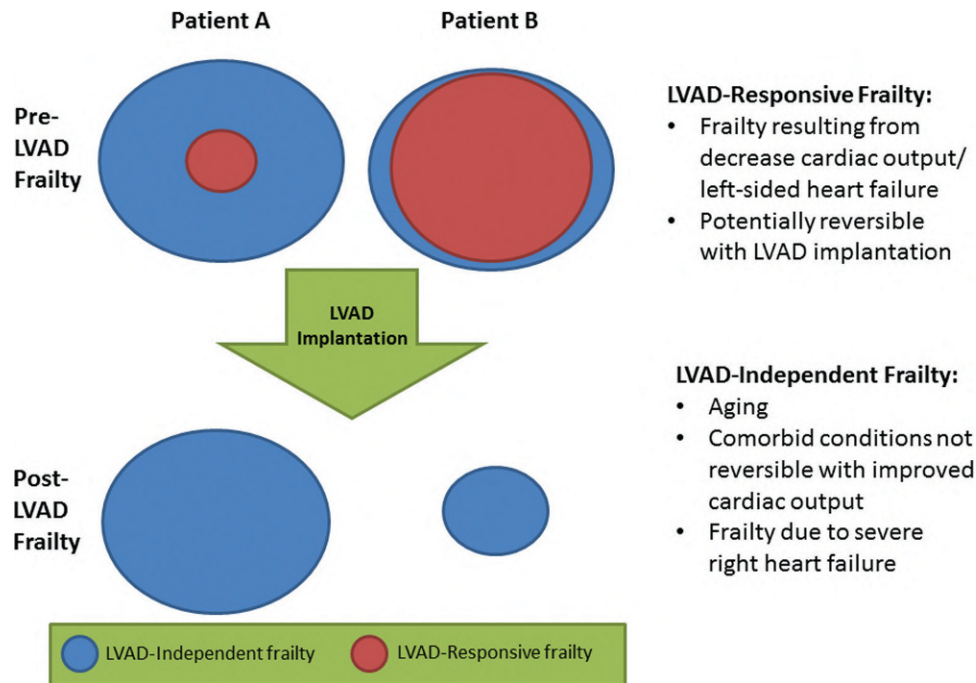 Patient A
Patient B
Pre-
LVAD
Frailty
LVAD-Responsive Frailty:
• Frailty resulting from
decrease cardiac output/
left-sided heart failure
• Potentially reversible
with LVAD implantation
LVAD
Implantation
Post-
LVAD
Frailty
LVAD-Independent Frailty:
• Aging
• Comorbid conditions not
reversible with improved
cardiac output
• Frailty due to severe
right heart failure
LVAD-Independent frailty
LVAD-Responsive frailty